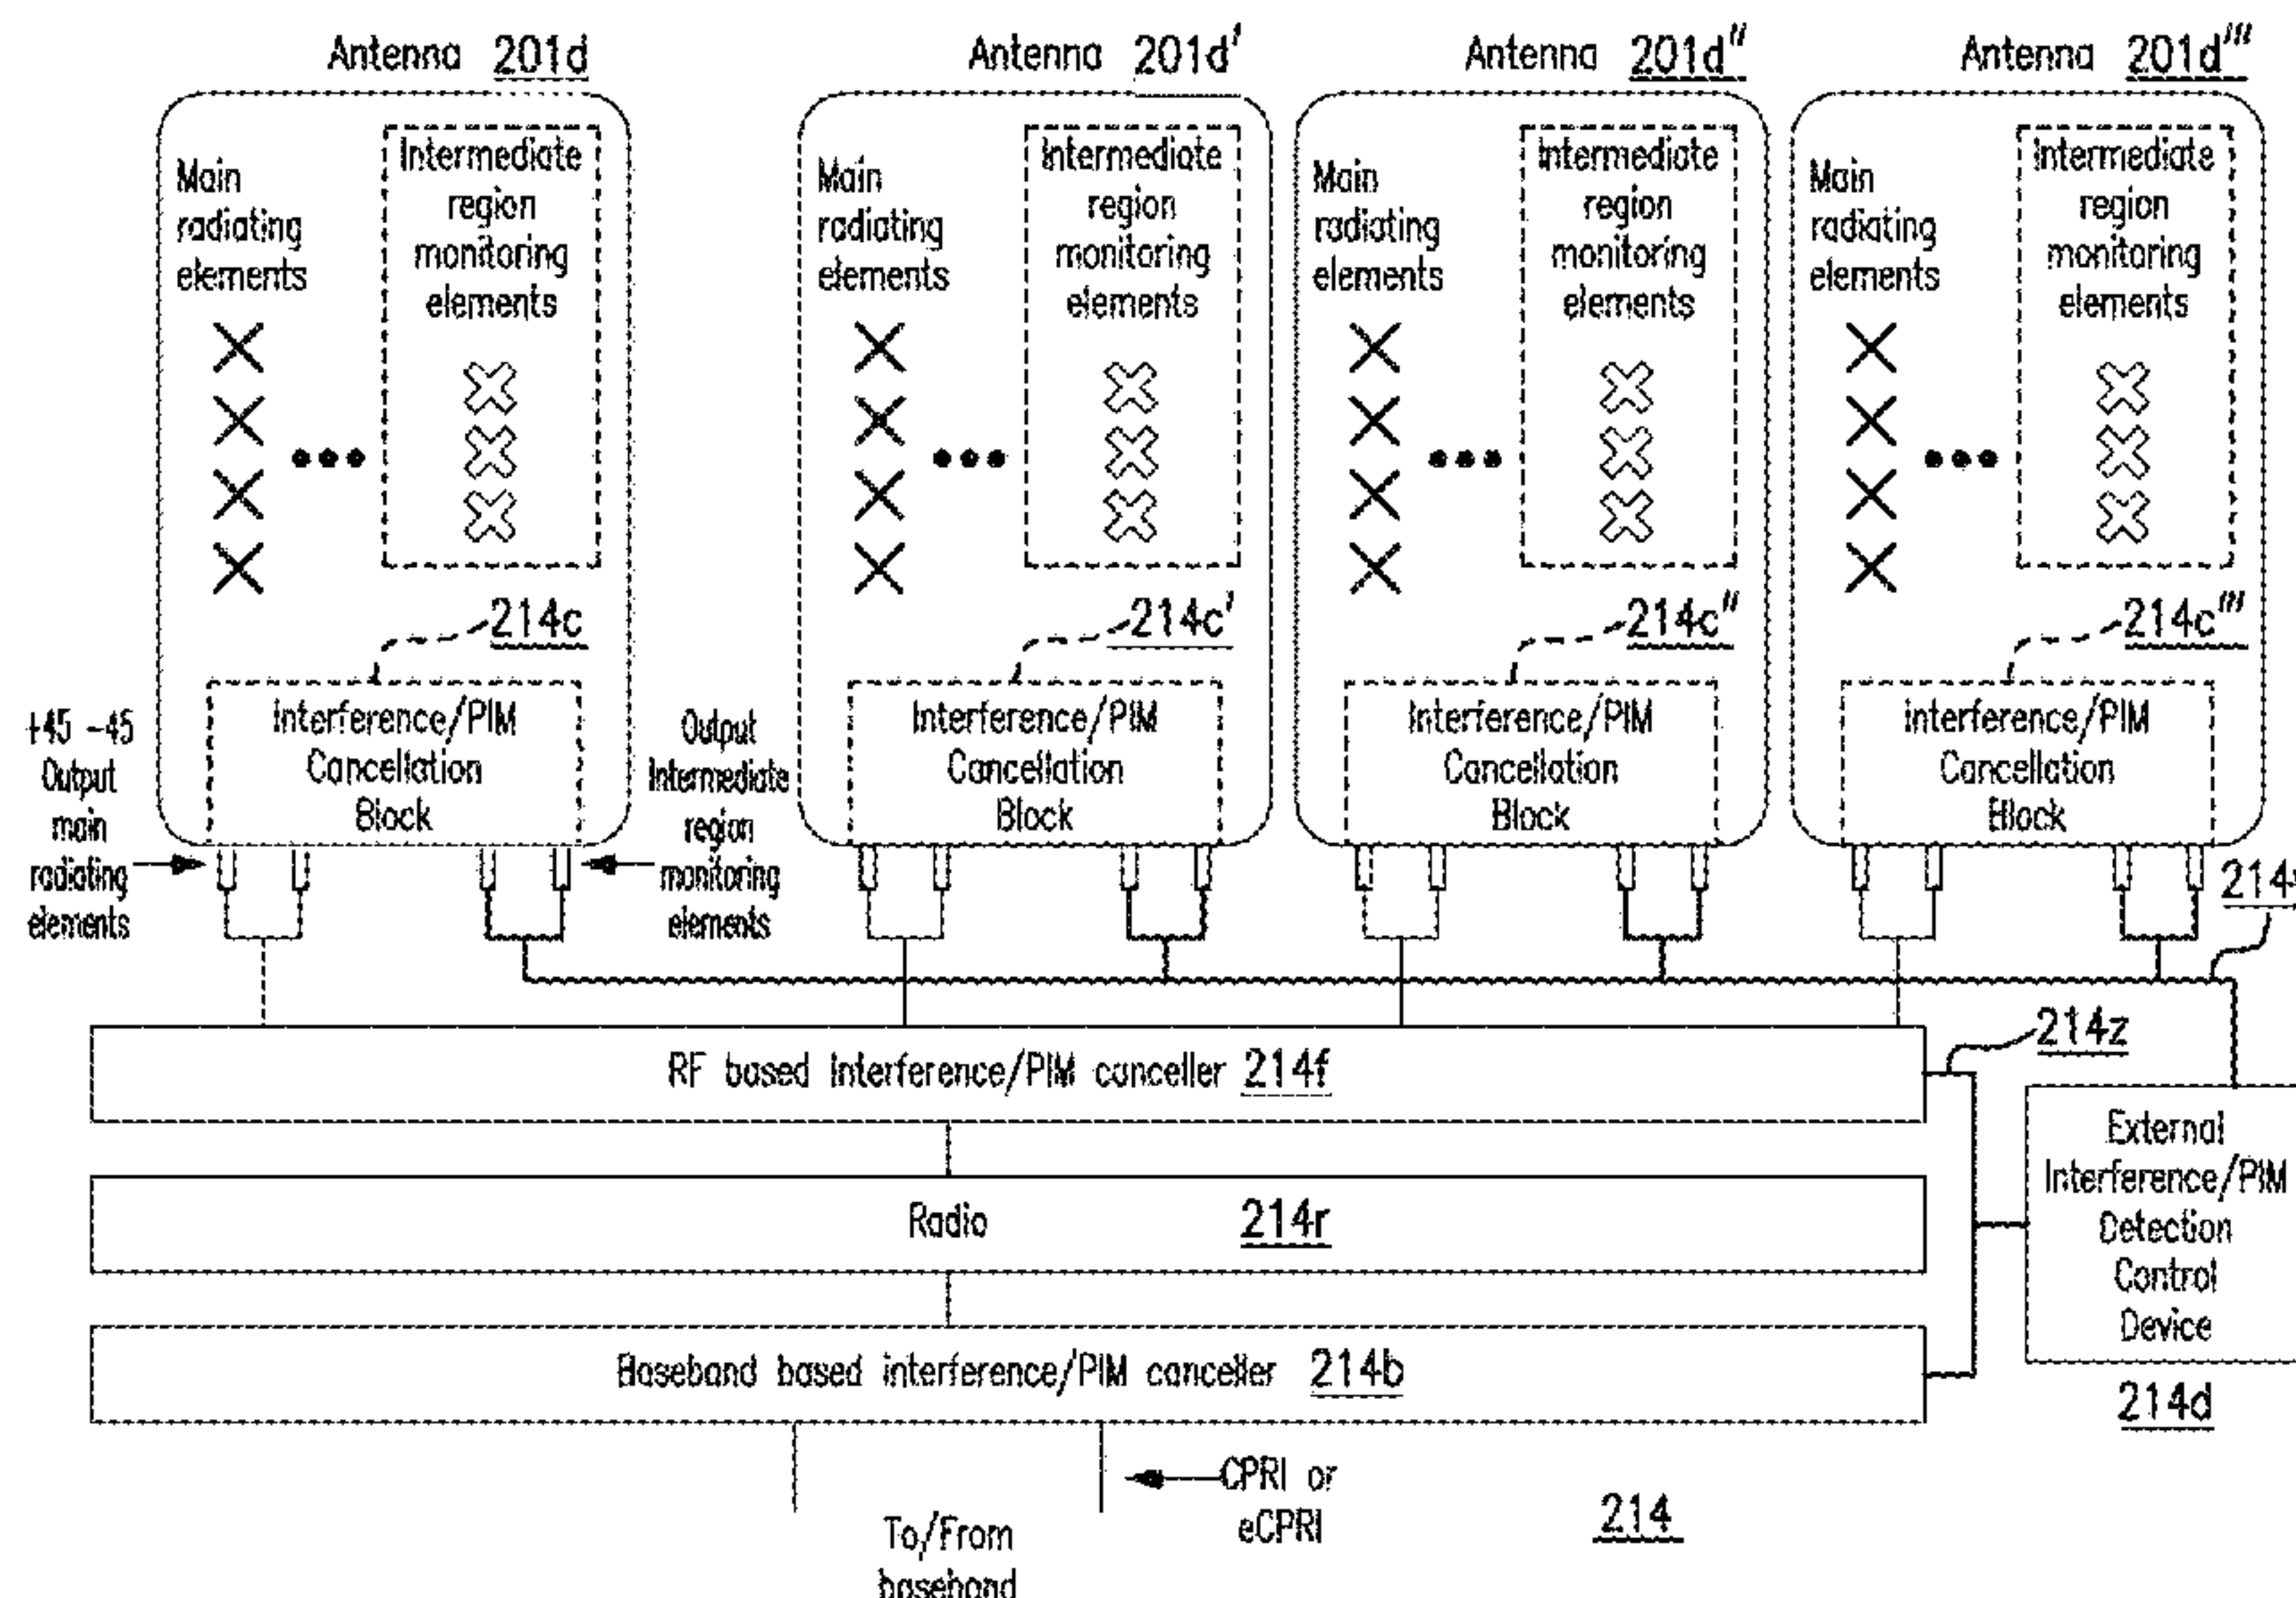 Antenna 201d
Antenna 201d'
Antenna 201d''
Antenna 201d'''
Main
radiating
elements
Intermediate
region
monitoring
elements
Main
radiating
elements
Intermediate
region
monitoring
elements
Main
radiating
elements
Intermediate
region
monitoring
elements
Main
radiating
elements
Intermediate
region
monitoring
elements
214c
214c'
214c''
214c'''
+45 -45
Output
main
radiating
elements
Interference/PIM
Cancellation
Block
Output
Intermediate
region
monitoring
elements
Interference/PIM
Cancellation
Block
Interference/PIM
Cancellation
Block
Interference/PIM
Cancellation
Block
214z
RF based Interference/PIM canceller 214f
Radio 214r
Baseband based interference/PIM canceller 214b
External
Interference/PIM
Detection
Control
Device
214d
CPRI or
eCPRI
To/From
baseband
214